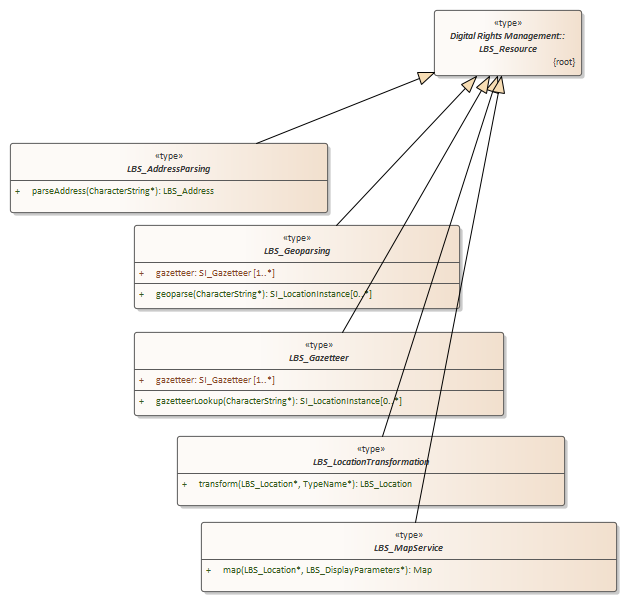 «type»
Digital Rights Management::
LBS_Resource
{root}
«type»
LBS_AddressParsing
+ parseAddress(CharacterString*): LBS_Address
«type»
LBS_Geoparsing
+ gazetteer: SI_Gazetteer [1..*]
+ geoparse(CharacterString*): SI_LocationInstance[0..*]
«type»
LBS_Gazetteer
+ gazetteer: SI_Gazetteer [1..*]
+ gazetteerLookup(CharacterString*): SI_LocationInstance[0..*]
«type»
LBS_LocationTransformation
+ transform(LBS_Location*, TypeName*): LBS_Location
«type»
LBS_MapService
+ map(LBS_Location*, LBS_DisplayParameters*): Map